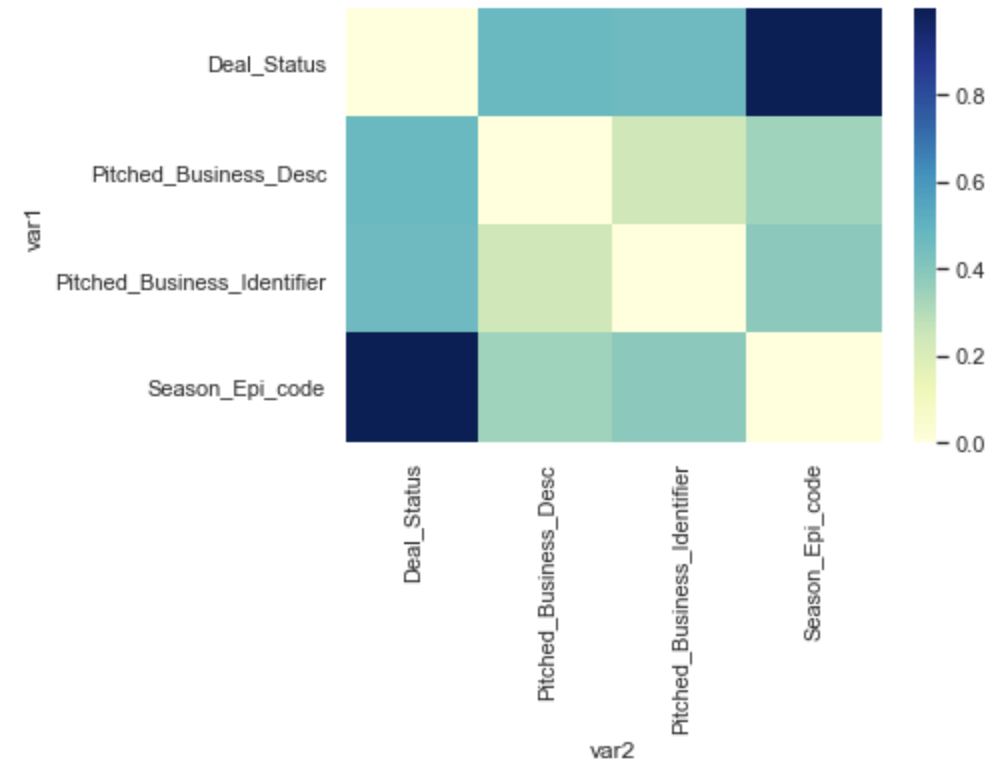 Deal_Status
Pitched_Business_Desc
Pitched_Business_Identifier
Season_Epi_code
var1
0.8
0.6
0.4
0.2
0.0
Deal_Status
Pitched_Business_Desc
Pitched_Business_Identifier
Season_Epi_code
var2